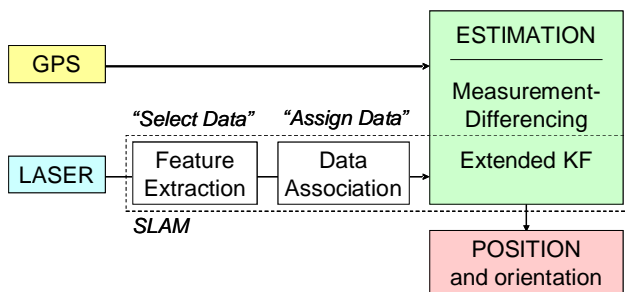 ESTIMATION
GPS
Measurement-
Differencing
"Select Data"
"Assign Data"
LASER
Feature
Extraction
Data
Association
Extended KF
SLAM
POSITION
and orientation